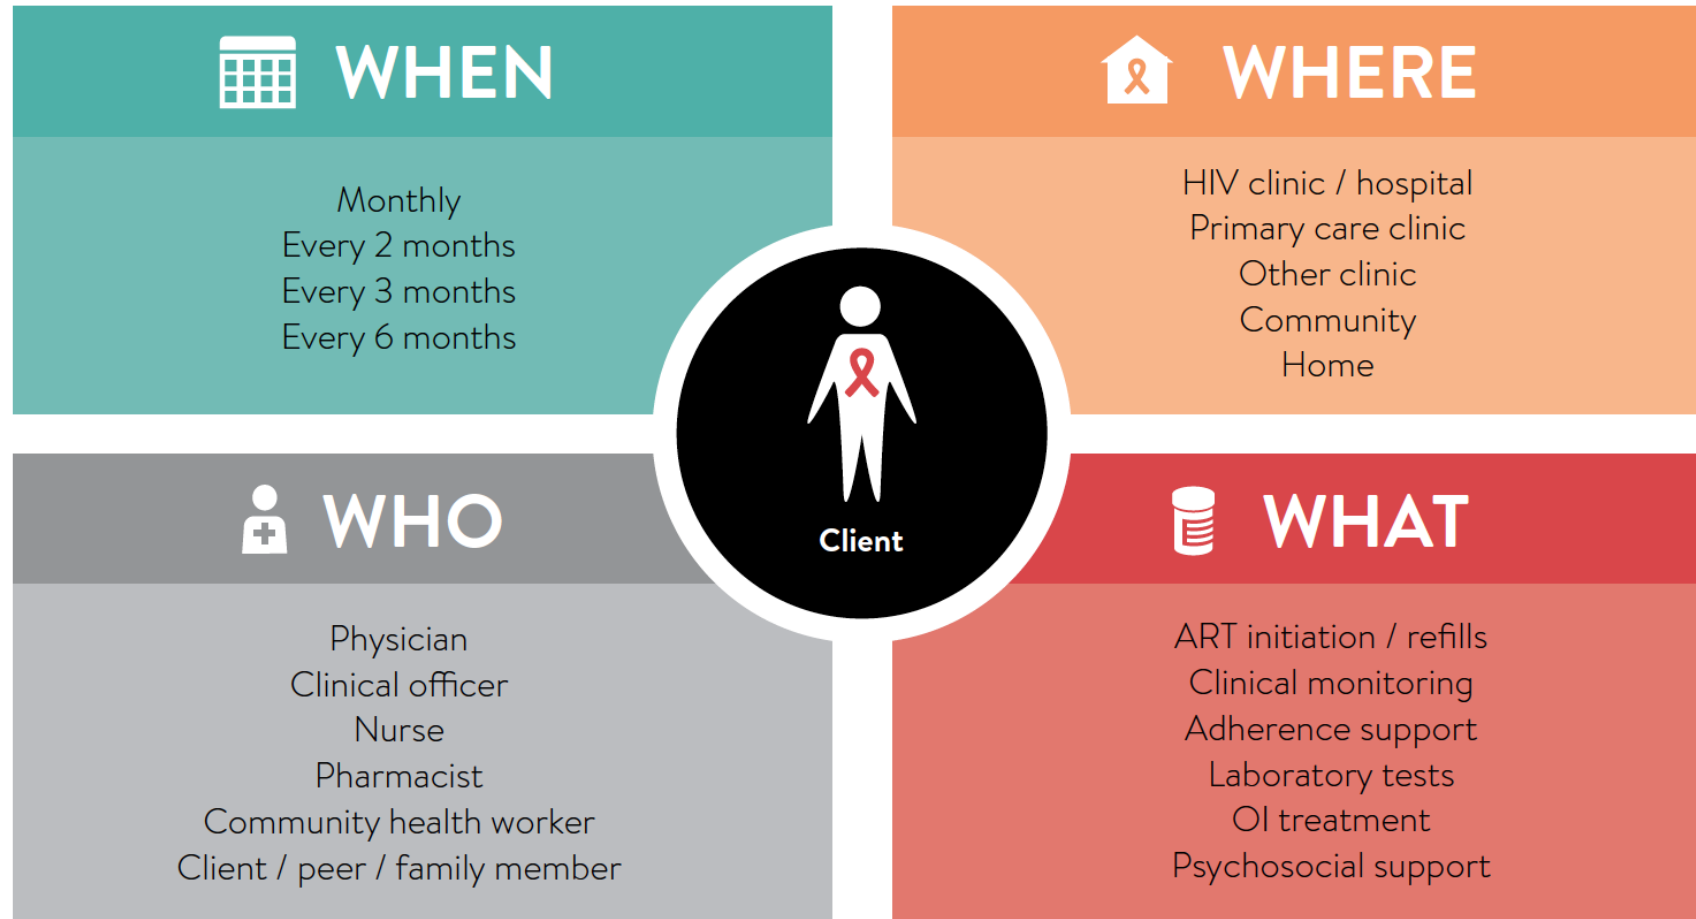 WHEN
Monthly
Every 2 months
Every 3 months
Every 6 months
WHERE
HIV clinic / hospital
Primary care clinic
Other clinic
Community
Home
Client
WHO
Physician
Clinical officer
Nurse
Pharmacist
Community health worker
Client / peer / family member
WHAT
ART initiation / refills
Clinical monitoring
Adherence support
Laboratory tests
OI treatment
Psychosocial support